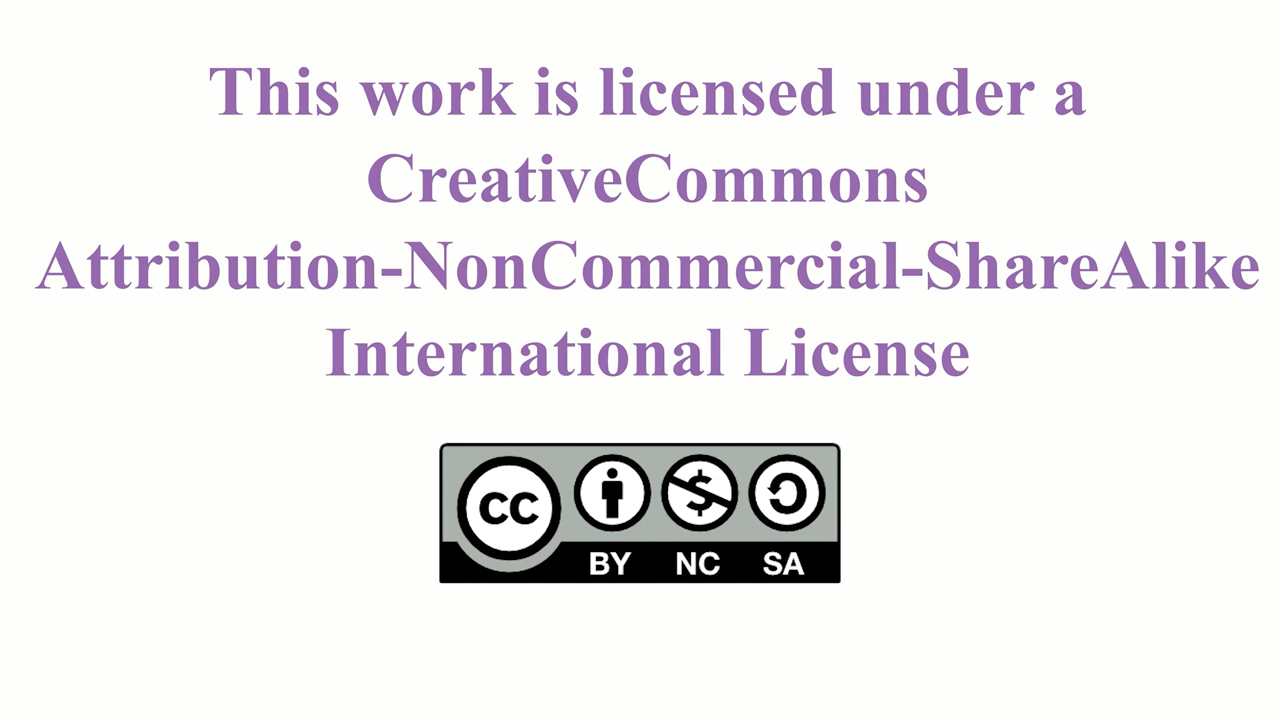 This work is licensed under a
CreativeCommons
Attribution-NonCommercial-ShareAlike
International License
CC
BY NC SA